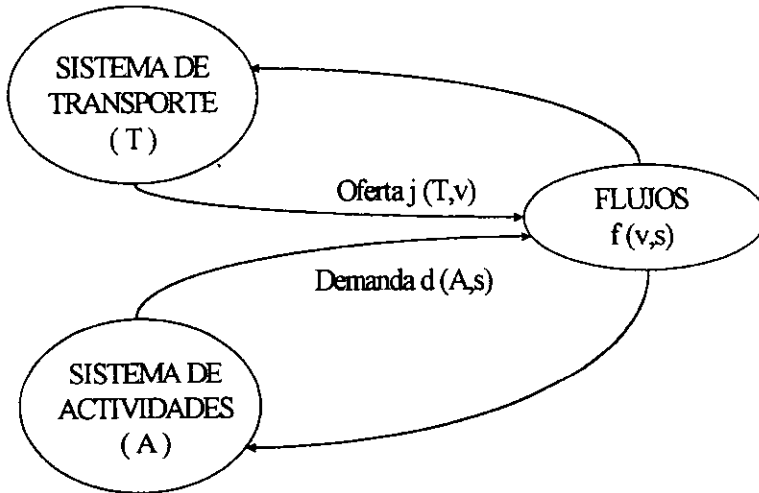 SISTEMA DE
TRANSPORTE
( T )
Oferta j (T,v)
FLUJOS
f (v,s)
Demanda d (A,s)
SISTEMA DE
ACTIVIDADES
( A )